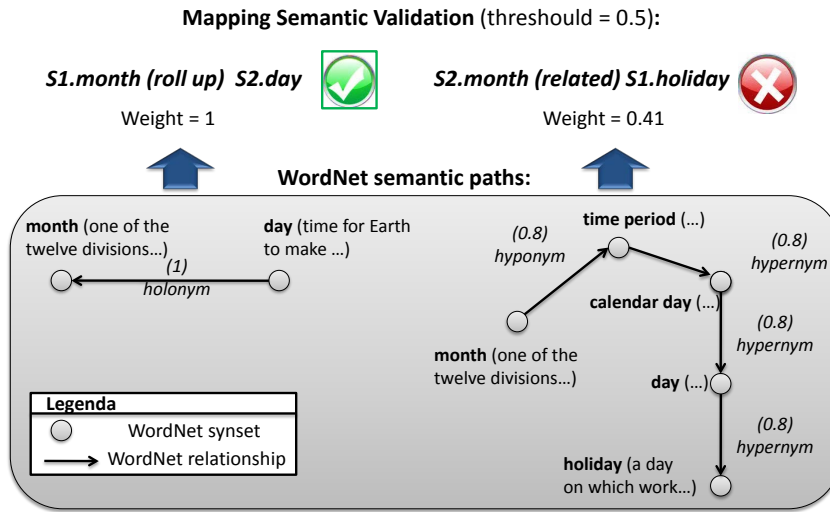 Mapping Semantic Validation (threshould = 0.5):
S1.month (roll up) S2.day
Weight = 1
S2.month (related) S1.holiday
Weight = 0.41
WordNet semantic paths:
month (one of the
twelve divisions…)
day (time for Earth
to make …)
(1)
holonym
time period (…)
(0.8)
hyponym
(0.8)
hypernym
calendar day (…)
(0.8)
hypernym
month (one of the
twelve divisions…)
day (…)
(0.8)
hypernym
holiday (a day
on which work…)
Legenda
WordNet synset
WordNet relationship